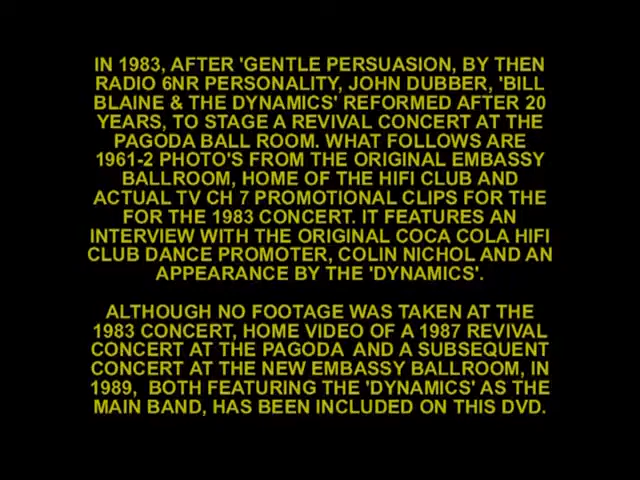 IN 1983, AFTER 'GENTLE PERSUASION, BY THEN
RADIO 6NR PERSONALITY, JOHN DUBBER, 'BILL
BLAINE & THE DYNAMICS' REFORMED AFTER 20
YEARS, TO STAGE A REVIVAL CONCERT AT THE
PAGODA BALL ROOM. WHAT FOLLOWS ARE
1961-2 PHOTO'S FROM THE ORIGINAL EMBASSY
BALLROOM, HOME OF THE HIFI CLUB AND
ACTUAL TV CH 7 PROMOTIONAL CLIPS FOR THE
FOR THE 1983 CONCERT. IT FEATURES AN
INTERVIEW WITH THE ORIGINAL COCA COLA HIFI
CLUB DANCE PROMOTER, COLIN NICHOL AND AN
APPEARANCE BY THE 'DYNAMICS'.
ALTHOUGH NO FOOTAGE WAS TAKEN AT THE
1983 CONCERT, HOME VIDEO OF A 1987 REVIVAL
CONCERT AT THE PAGODA AND A SUBSEQUENT
CONCERT AT THE NEW EMBASSY BALLROOM, IN
1989, BOTH FEATURING THE 'DYNAMICS' AS THE
MAIN BAND, HAS BEEN INCLUDED ON THIS DVD.